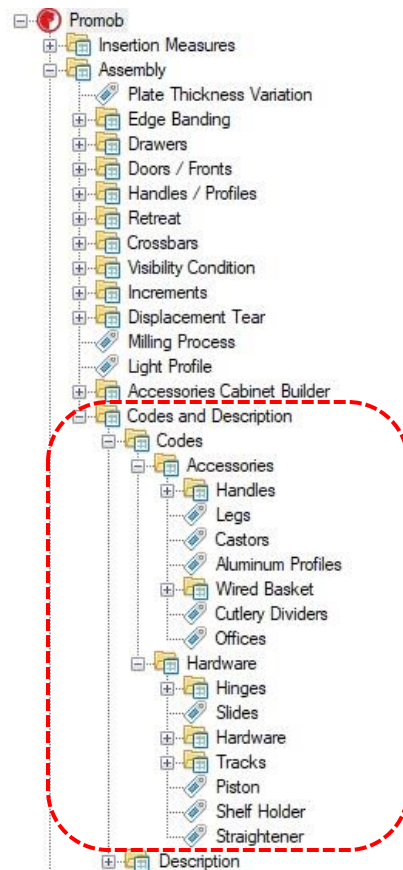 Promob
Insertion Measures
Assembly
Plate Thickness Variation
Edge Banding
Drawers
Doors / Fronts
Handles / Profiles
Retreat
Crossbars
Visibility Condition
Increments
Displacement Tear
Milling Process
Light Profile
Accessories Cabinet Builder
Codes and Description
Codes
Accessories
Handles
Legs
Castors
Aluminum Profiles
Wired Basket
Cutlery Dividers
Offices
Hardware
Hinges
Slides
Hardware
Tracks
Piston
Shelf Holder
Straightener
Description